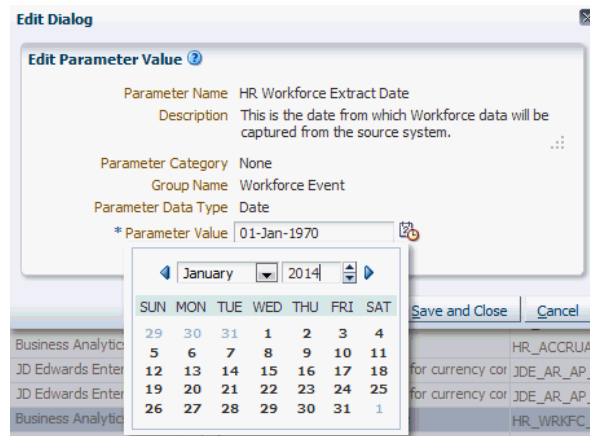 Edit Dialog
Edit Parameter Value
Parameter Name HR Workforce Extract Date
Description This is the date from which Workforce data will be
captured from the source system.
Parameter Category None
Group Name Workforce Event
Parameter Data Type Date
* Parameter Value 01-Jan-1970
January 2014
SUN MON TUE WED THU FRI SAT
29 30 31 1 2 3 4
5 6 7 8 9 10 11
12 13 14 15 16 17 18
19 20 21 22 23 24 25
26 27 28 29 30 31 1
Save and Close Cancel
Business Analytic HR_ACCRUA
JD Edwards Enter for currency cor JDE_AR_AP_
JD Edwards Enter for currency cor JDE_AR_AP_
Business Analytic HR_WRKFC_